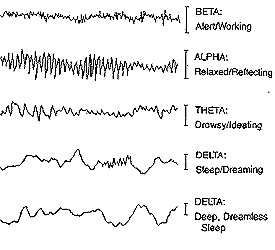 BETA:
Alert/Working
ALPHA:
Relaxed/Reflecting
THETA:
Drowsy/Ideating
DELTA:
Sleep/Dreaming
DELTA:
Deep, Dreamless
Sleep